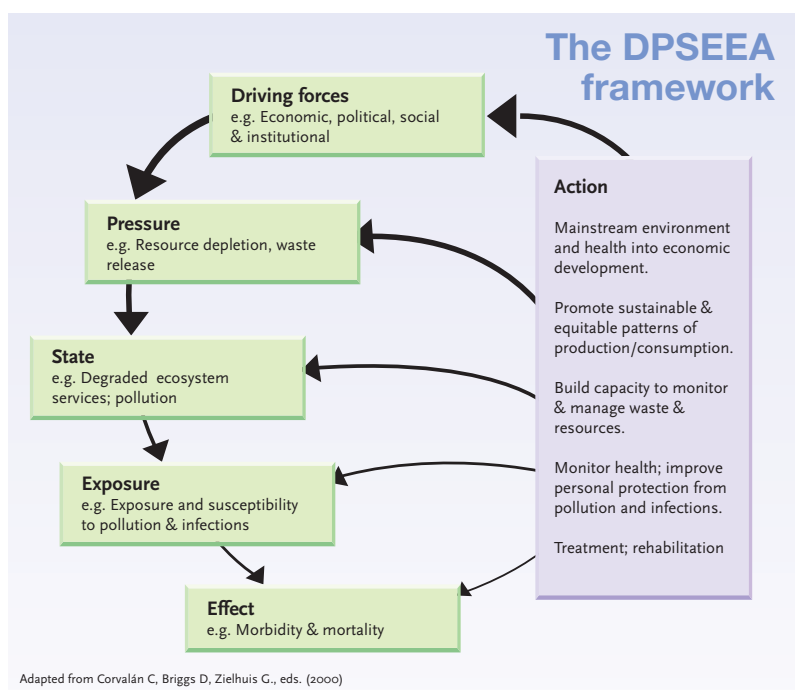 The DPSEEA
framework
Driving forces
e.g. Economic, political, social
& institutional
Pressure
e.g. Resource depletion, waste
release
State
e.g. Degraded ecosystem
services; pollution
Exposure
e.g. Exposure and susceptibility
to pollution & infections
Effect
e.g. Morbidity & mortality
Action
Mainstream environment
and health into economic
development.
Promote sustainable &
equitable patterns of
production/consumption.
Build capacity to monitor
& manage waste &
resources.
Monitor health; improve
personal protection from
pollution and infections.
Treatment; rehabilitation
Adapted from Corvalán C, Briggs D, Zielhuis G., eds. (2000)